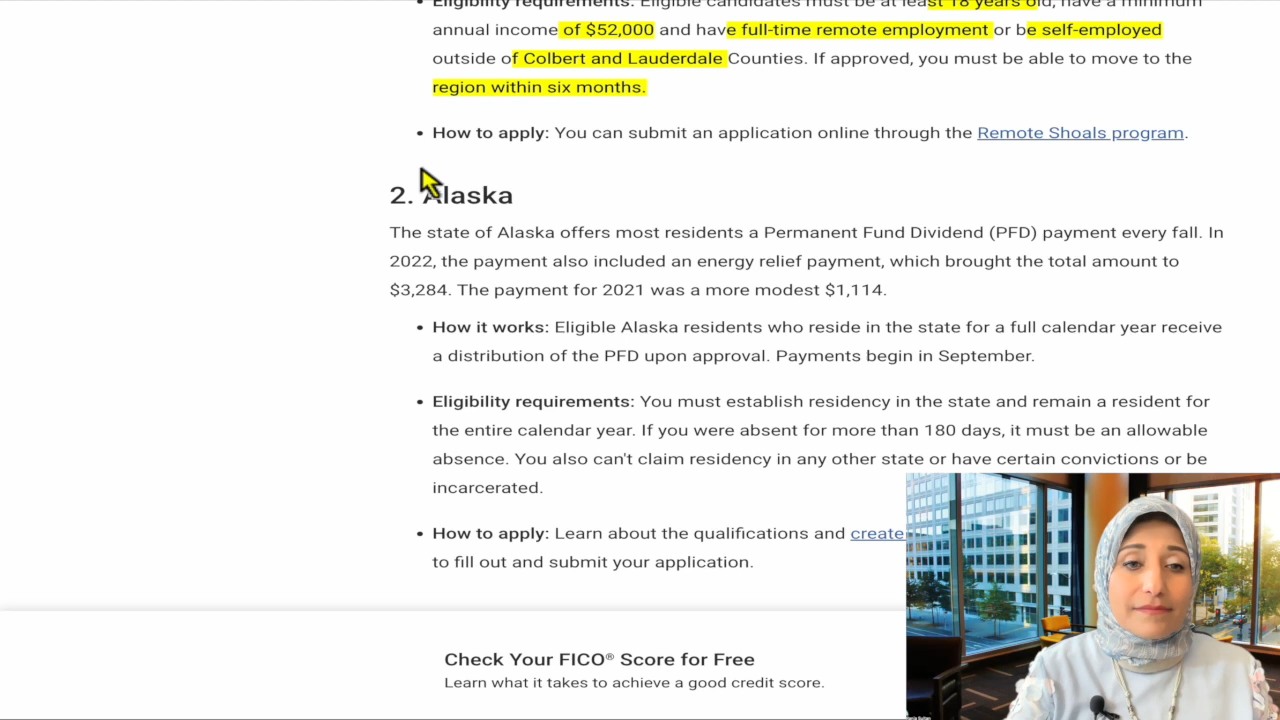 • Eligibility requirements: Eligible candidates must be at least 18 years old, have a minimum
annual income of $52,000 and have full-time remote employment or be self-employed
outside of Colbert and Lauderdale Counties. If approved, you must be able to move to the
region within six months.
• How to apply: You can submit an application online through the Remote Shoals program.
2. Alaska
The state of Alaska offers most residents a Permanent Fund Dividend (PFD) payment every fall. In
2022, the payment also included an energy relief payment, which brought the total amount to
$3,284. The payment for 2021 was a more modest $1,114.
• How it works: Eligible Alaska residents who reside in the state for a full calendar year receive
a distribution of the PFD upon approval. Payments begin in September.
• Eligibility requirements: You must establish residency in the state and remain a resident for
the entire calendar year. If you were absent for more than 180 days, it must be an allowable
absence. You also can't claim residency in any other state or have certain convictions or be
incarcerated.
• How to apply: Learn about the qualifications and create
to fill out and submit your application.
Check Your FICO® Score for Free
Learn what it takes to achieve a good credit score.